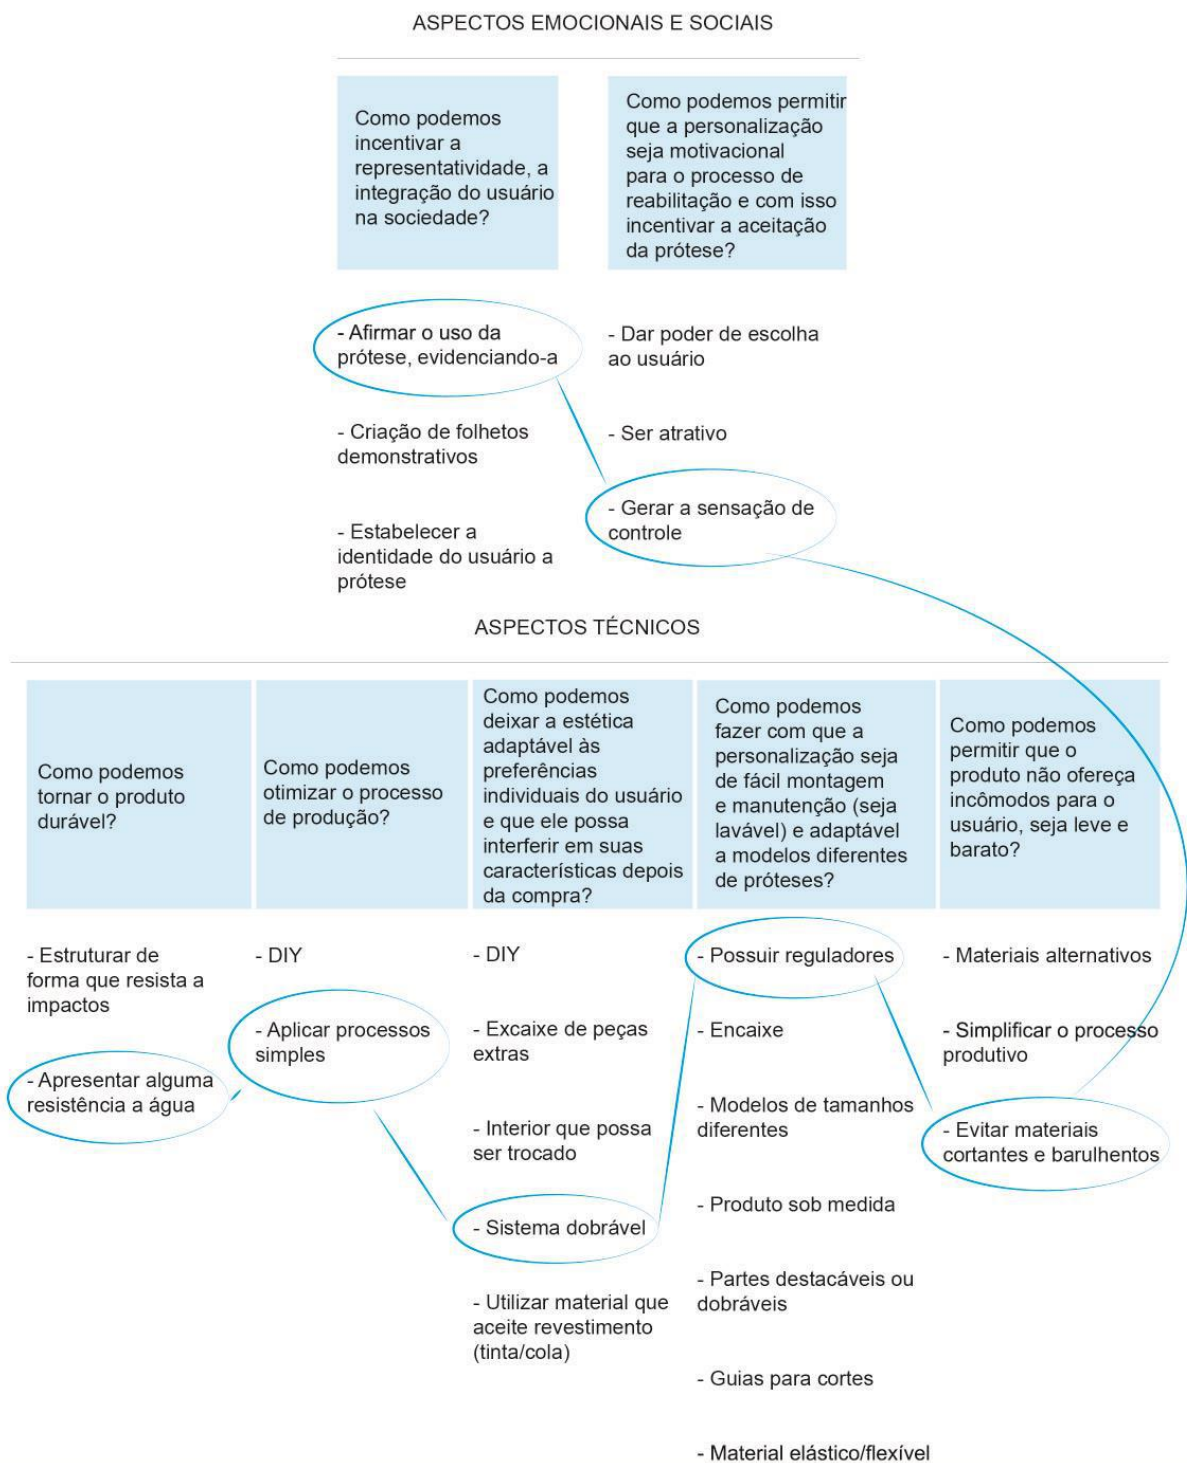 ASPECTOS EMOCIONAIS E SOCIAIS
Como podemos
incentivar a
representatividade, a
integração do usuário
na sociedade?
Como podemos permitir
que a personalização
seja motivacional
para o processo de
reabilitação e com isso
incentivar a aceitação
da prótese?
- Afirmar o uso da
prótese, evidenciando-a
- Criação de folhetos
demonstrativos
- Estabelecer a
identidade do usuário a
prótese
- Dar poder de escolha
ao usuário
- Ser atrativo
- Gerar a sensação de
controle
ASPECTOS TÉCNICOS
Como podemos
tornar o produto
durável?
- Estruturar de
forma que resista a
impactos
- Apresentar alguma
resistência a água
Como podemos
otimizar o processo
de produção?
- DIY
- Aplicar processos
simples
Como podemos
deixar a estética
adaptável às
preferências
individuais do usuário
e que ele possa
interferir em suas
características depois
da compra?
- DIY
- Excaixe de peças
extras
- Interior que possa
ser trocado
- Sistema dobrável
- Utilizar material que
aceite revestimento
(tinta/cola)
Como podemos
fazer com que a
personalização seja
de fácil montagem
e manutenção (seja
lavável) e adaptável
a modelos diferentes
de próteses?
- Possuir reguladores
- Encaixe
- Modelos de tamanhos
diferentes
- Produto sob medida
- Partes destacáveis ou
dobráveis
- Guias para cortes
- Material elástico/flexível
Como podemos
permitir que o
produto não ofereça
incômodos para o
usuário, seja leve e
barato?
- Materiais alternativos
- Simplificar o processo
produtivo
- Evitar materiais
cortantes e barulhentos